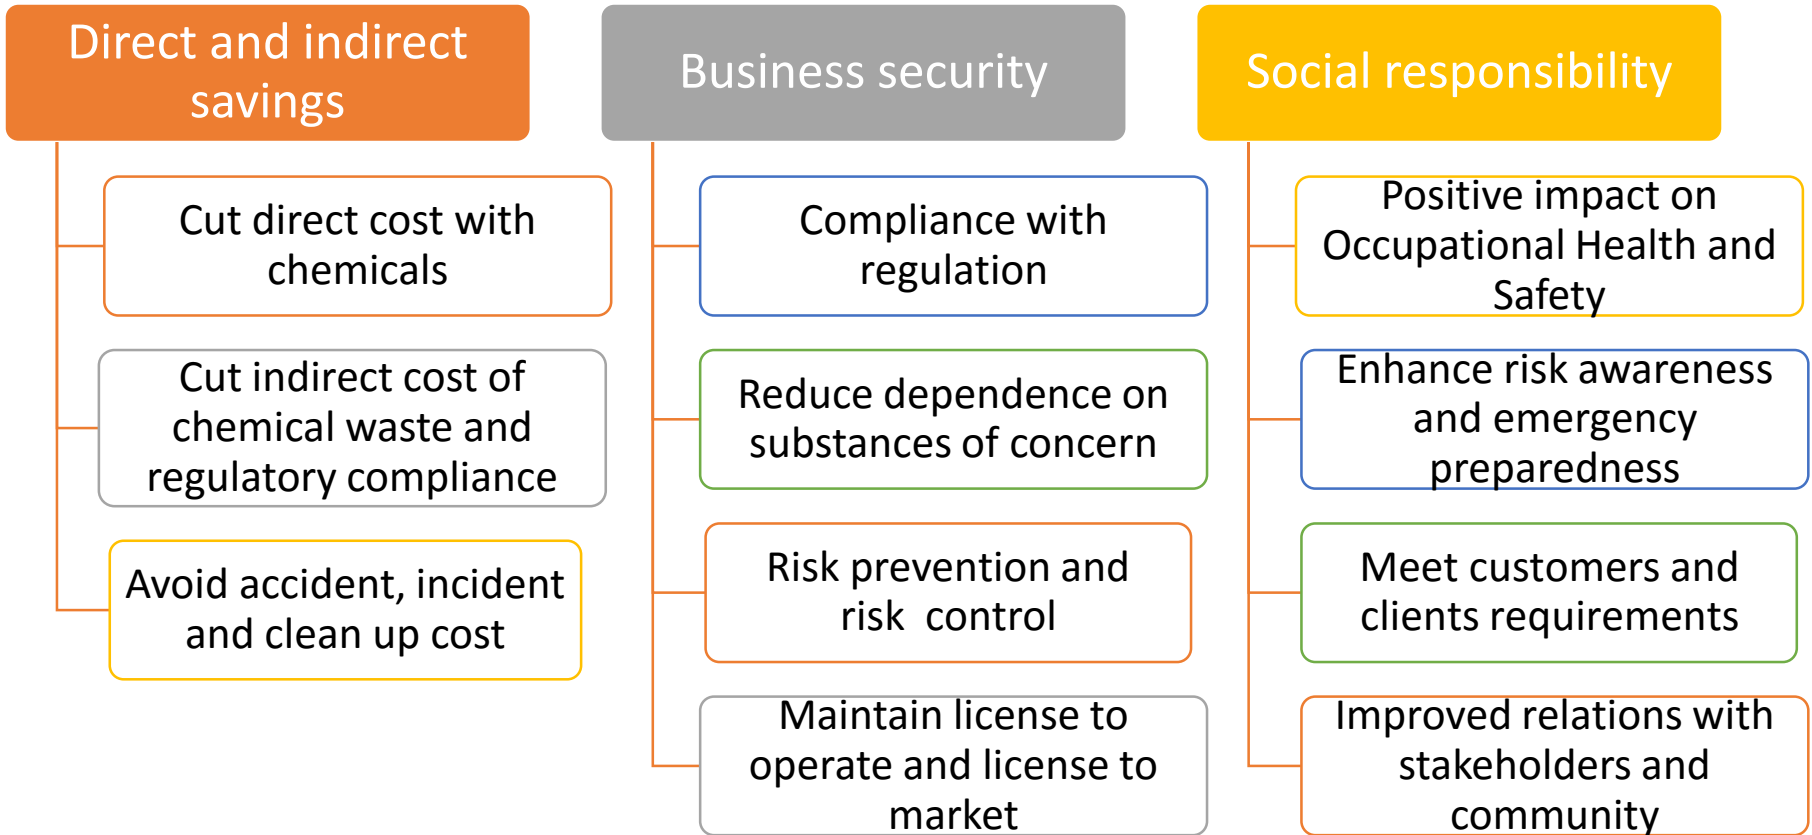 Direct and indirect
savings
Cut direct cost with
chemicals
Cut indirect cost of
chemical waste and
regulatory compliance
Avoid accident, incident
and clean up cost
Business security
Compliance with
regulation
Reduce dependence on
substances of concern
Risk prevention and
risk  control
Maintain license to
operate and license to
market
Social responsibility
Positive impact on
Occupational Health and
Safety
Enhance risk awareness
and emergency
preparedness
Meet customers and
clients requirements
Improved relations with
stakeholders and
community